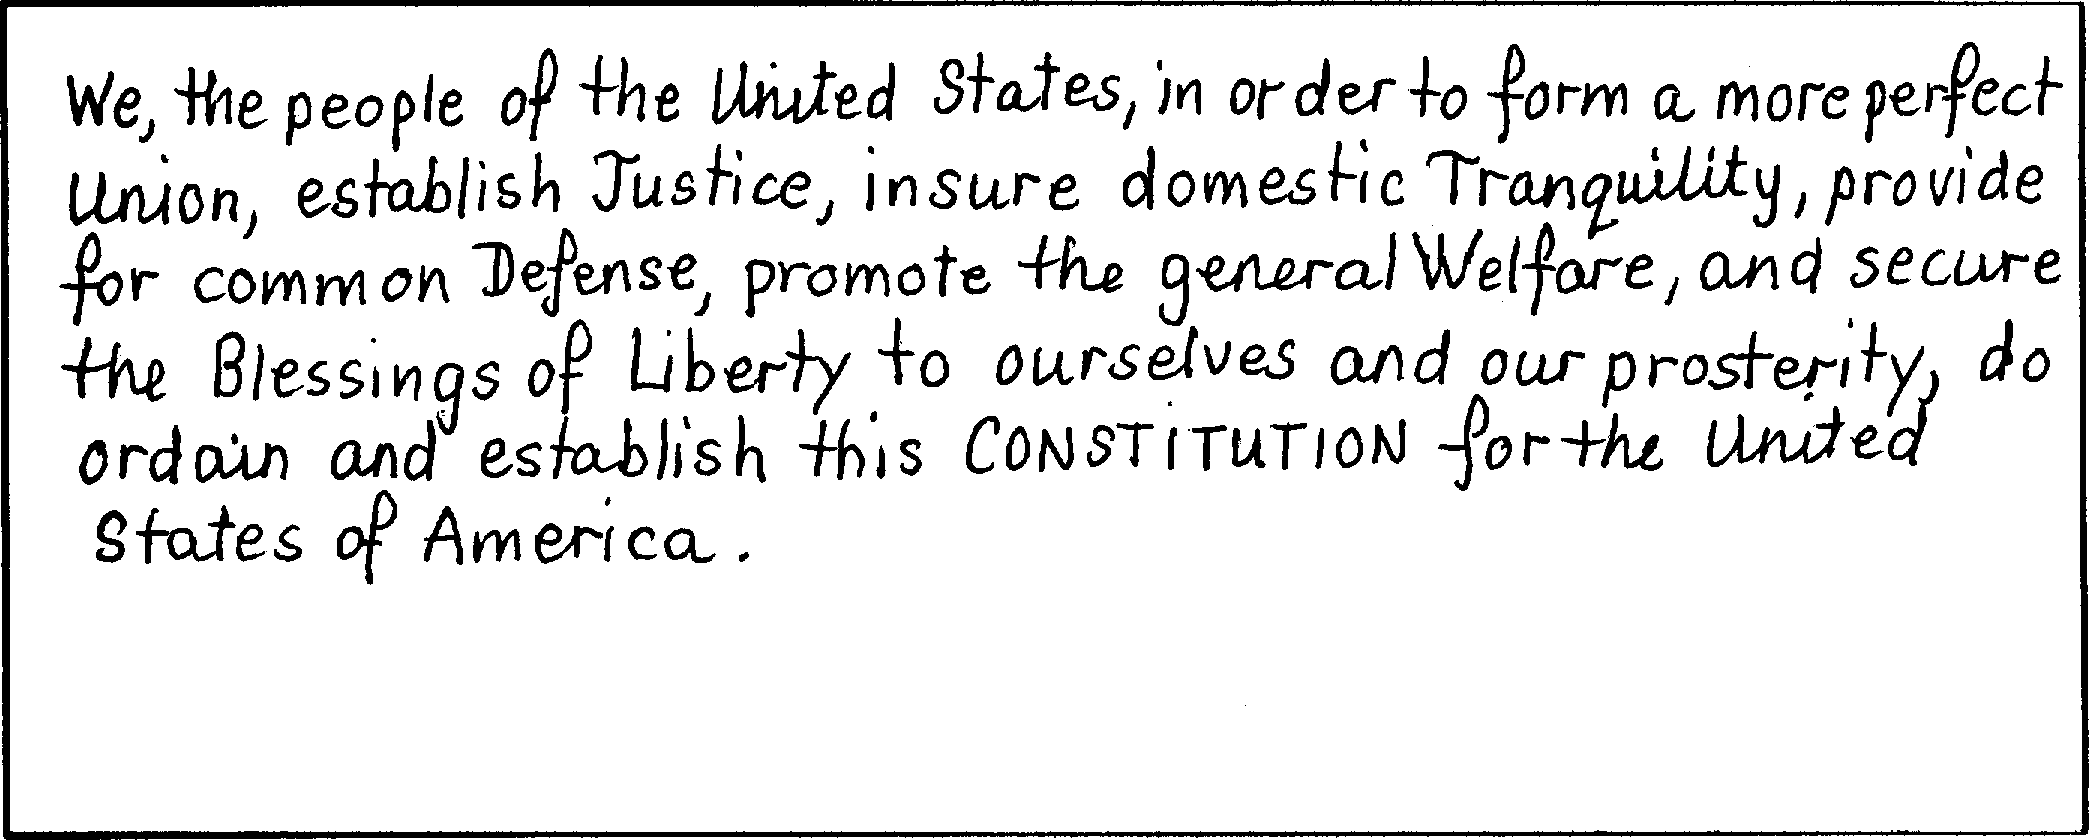 We, the people of the United States, in order to form a more perfect
Union, establish Justice, insure domestic Tranquility, provide
for common Defense, promote the general Welfare, and secure
the Blessings of Liberty to ourselves and our prosterity, do
ordain and establish this CONSTITUTION for the United
States of America.